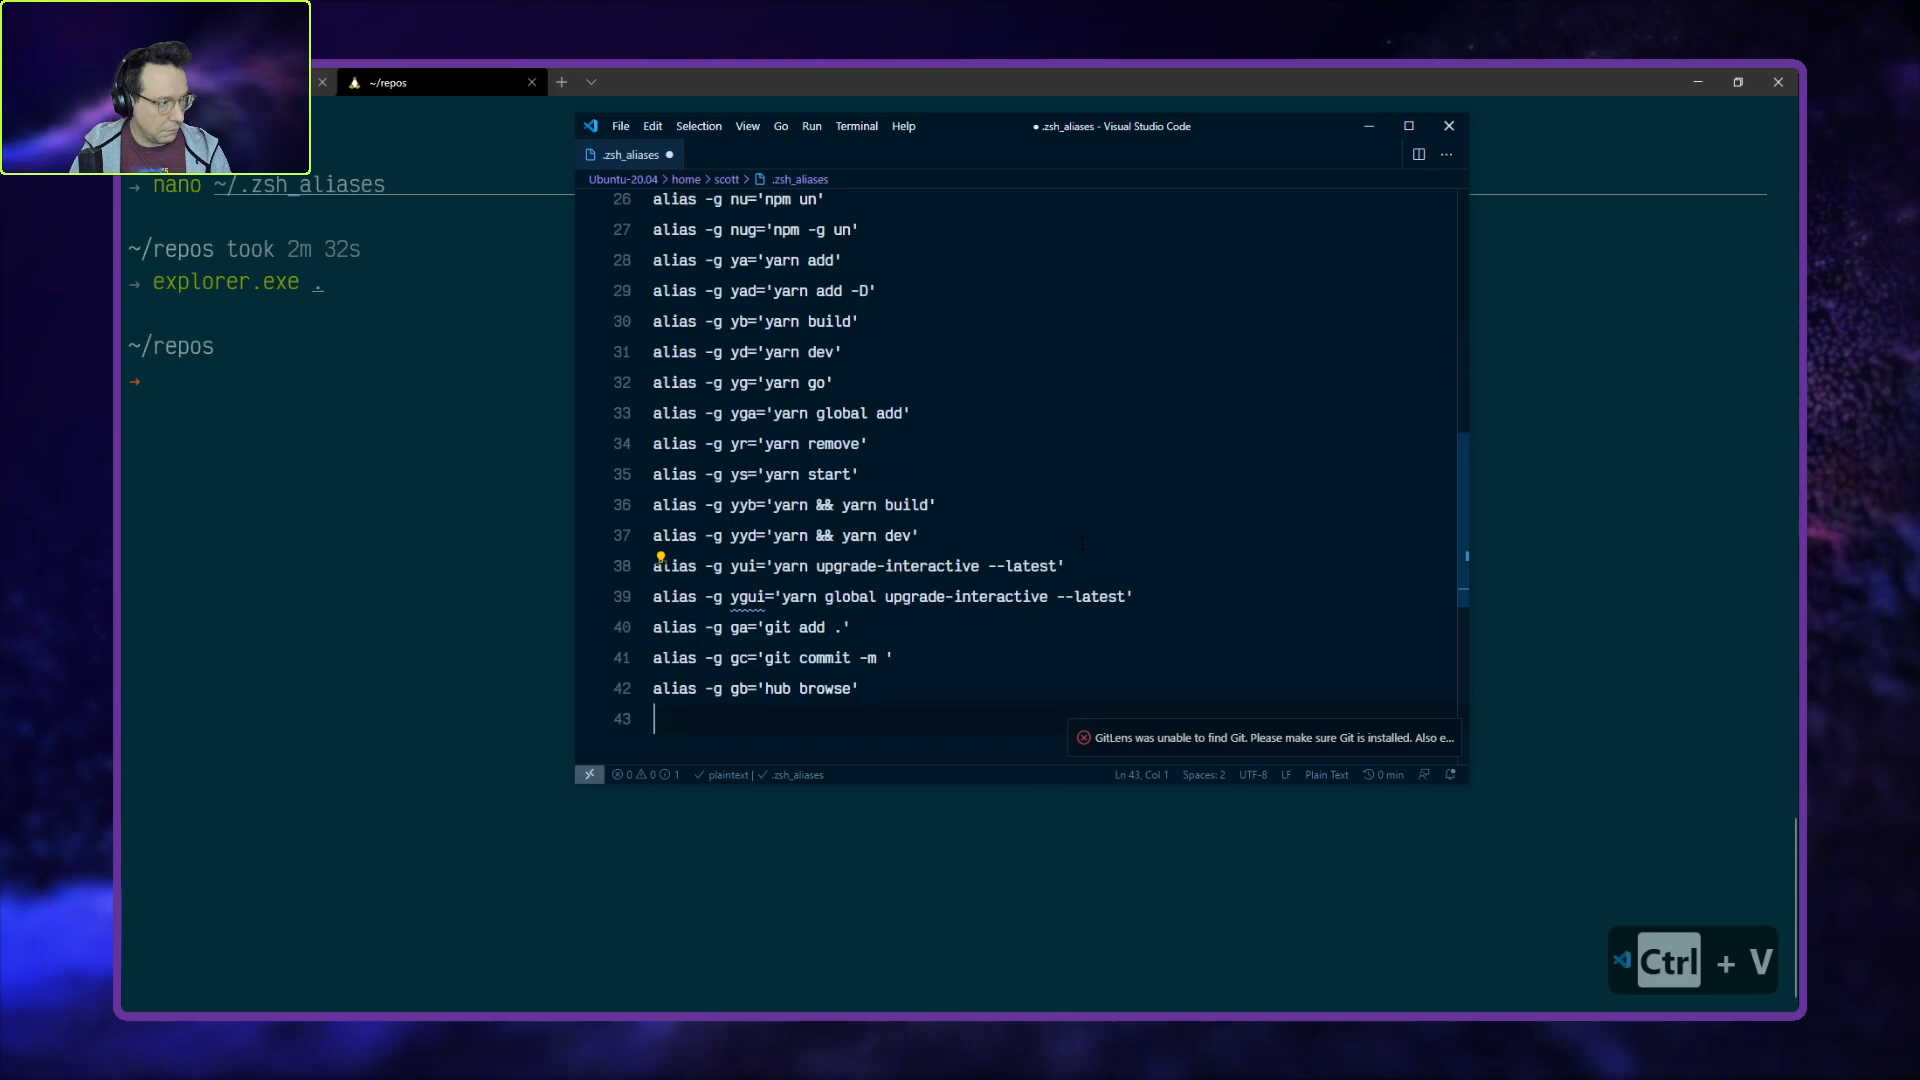 ~/repos
→ nano ~/.zsh_aliases
~/repos took 2m 32s
→ explorer.exe .
~/repos
→
File Edit Selection View Go Run Terminal Help
● .zsh_aliases - Visual Studio Code
.zsh_aliases ●
Ubuntu-20.04 > home > scott > .zsh_aliases
26 alias -g nu='npm un'
27 alias -g nug='npm -g un'
28 alias -g ya='yarn add'
29 alias -g yad='yarn add -D'
30 alias -g yb='yarn build'
31 alias -g yd='yarn dev'
32 alias -g yg='yarn go'
33 alias -g yga='yarn global add'
34 alias -g yr='yarn remove'
35 alias -g ys='yarn start'
36 alias -g yyb='yarn && yarn build'
37 alias -g yyd='yarn && yarn dev'
38 alias -g yui='yarn upgrade-interactive --latest'
39 alias -g ygui='yarn global upgrade-interactive --latest'
40 alias -g ga='git add .'
41 alias -g gc='git commit -m '
42 alias -g gb='hub browse'
43
GitLens was unable to find Git. Please make sure Git is installed. Also e...
0 0 1 ✓ plaintext | ✓ .zsh_aliases
Ln 43, Col 1 Spaces: 2 UTF-8 LF Plain Text 0 min
Ctrl + V